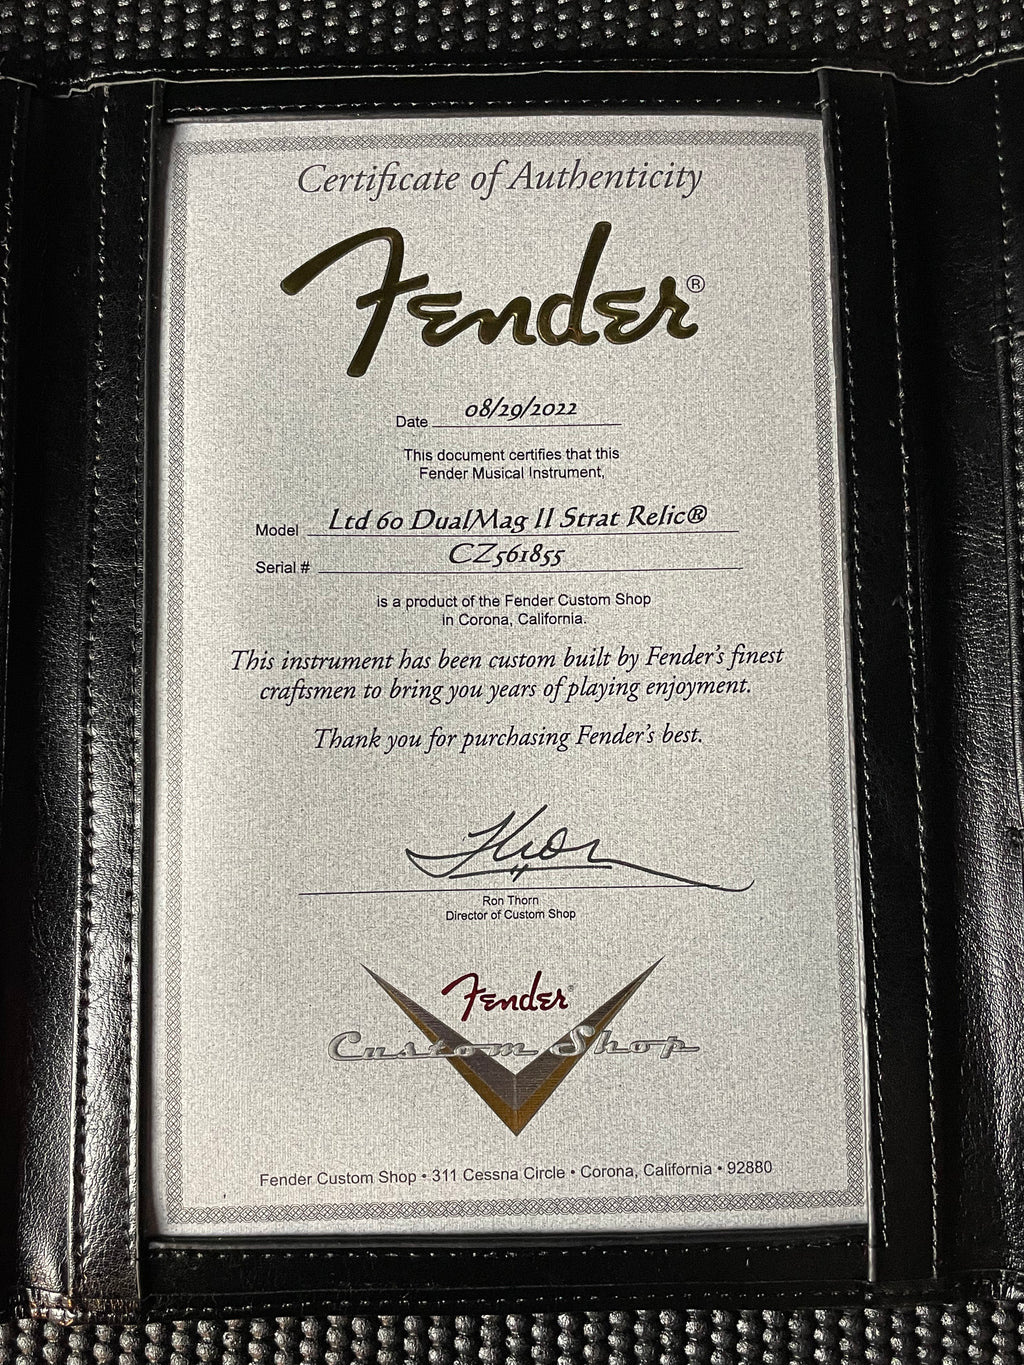 Certificate of Authenticity
Fender®
Date 08/29/2022
This document certifies that this
Fender Musical Instrument,
Model Ltd 60 DualMag II Strat Relic®
Serial # CZ561855
is a product of the Fender Custom Shop
in Corona, California.
This instrument has been custom built by Fender's finest
craftsmen to bring you years of playing enjoyment.
Thank you for purchasing Fender's best.
Ron Thorn
Director of Custom Shop
Fender
Custom Shop
Fender Custom Shop • 311 Cessna Circle • Corona, California • 92880